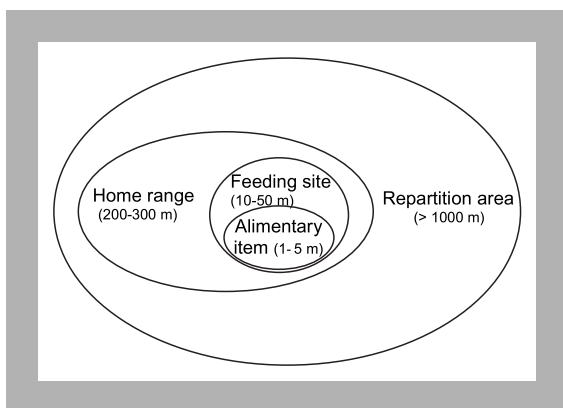 Feeding site
(10-50 m)
Home range
(200-300 m)
Repartition area
(> 1000 m)
Alimentary
item (1- 5 m)